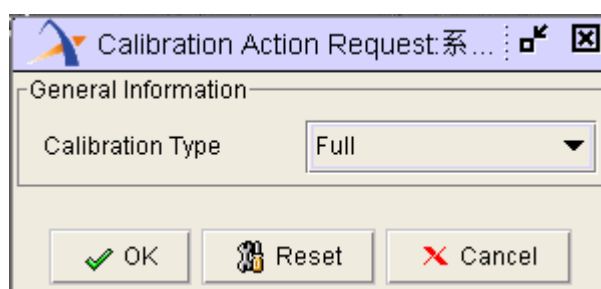 Calibration Action Request:系...
General Information
Calibration Type
Full
OK
Reset
Cancel